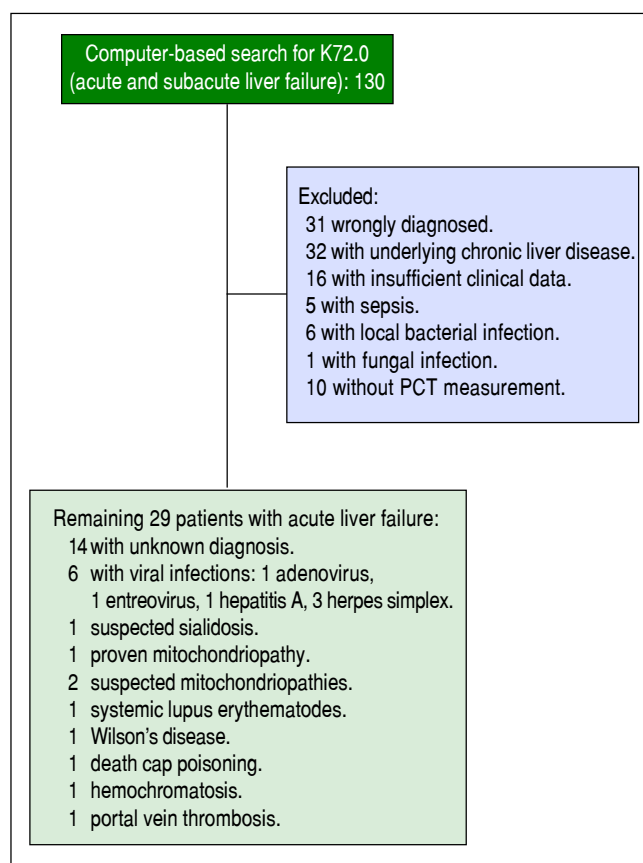 Computer-based search for K72.0
(acute and subacute liver failure): 130
Excluded:
31 wrongly diagnosed.
32 with underlying chronic liver disease.
16 with insufficient clinical data.
5 with sepsis.
6 with local bacterial infection.
1 with fungal infection.
10 without PCT measurement.
Remaining 29 patients with acute liver failure:
14 with unknown diagnosis.
6 with viral infections: 1 adenovirus,
1 entreovirus, 1 hepatitis A, 3 herpes simplex.
1 suspected sialidosis.
1 proven mitochondriopathy.
2 suspected mitochondriopathies.
1 systemic lupus erythematodes.
1 Wilson's disease.
1 death cap poisoning.
1 hemochromatosis.
1 portal vein thrombosis.